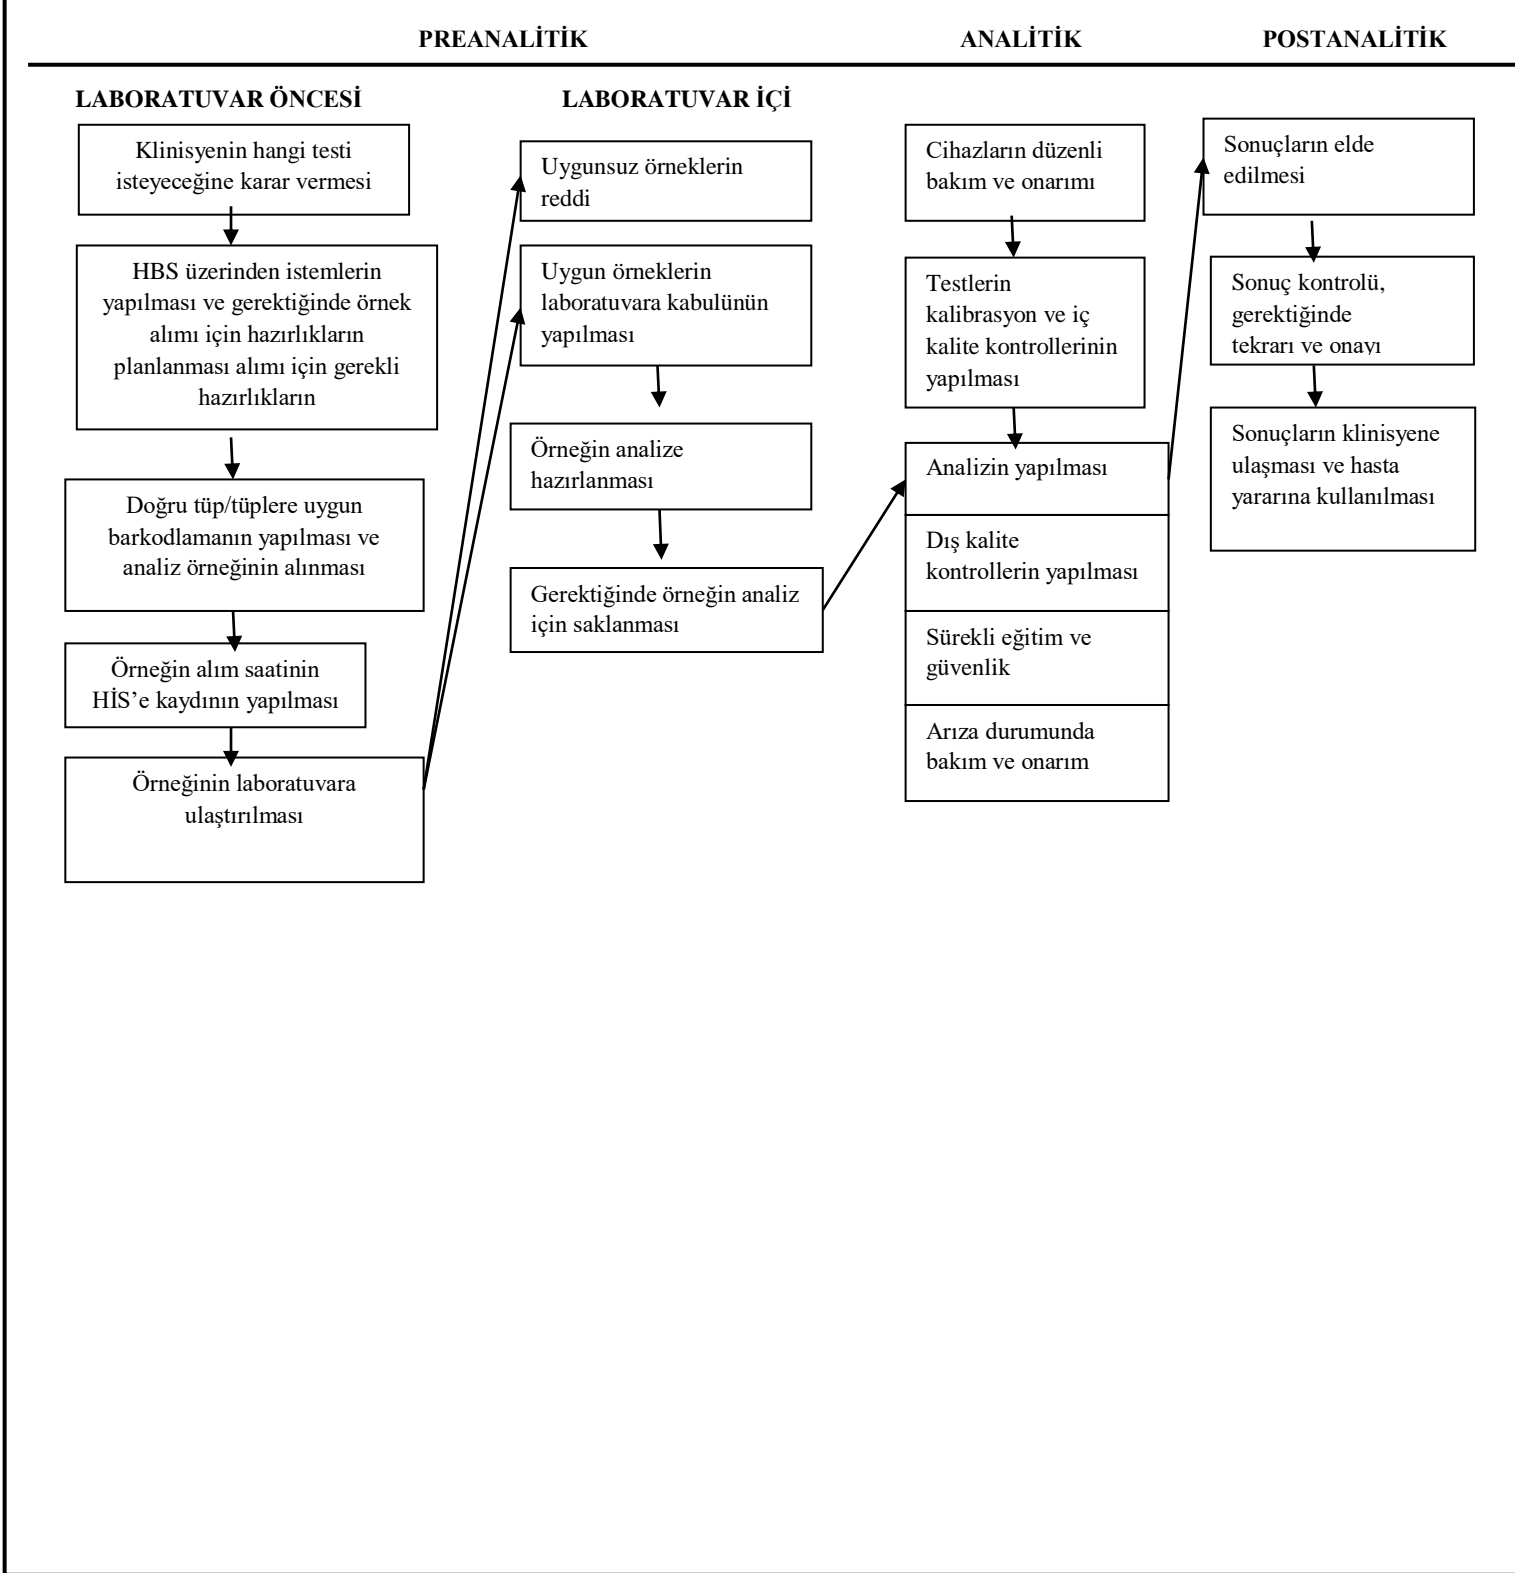 PREANALİTİK
ANALİTİK
POSTANALİTİK
LABORATUVAR ÖNCESİ
Klinisyenin hangi testi
isteyeceğine karar vermesi
HBS üzerinden istemlerin
yapılması ve gerektiğinde örnek
alımı için hazırlıkların
planlanması alımı için gerekli
hazırlıkların
Doğru tüp/tüplere uygun
barkodlamanın yapılması ve
analiz örneğinin alınması
Örneğin alım saatinin
HİS’e kaydının yapılması
Örneğinin laboratuvara
ulaştırılması
LABORATUVAR İÇİ
Uygunsuz örneklerin
reddi
Uygun örneklerin
laboratuvara kabulünün
yapılması
Örneğin analize
hazırlanması
Gerektiğinde örneğin analiz
için saklanması
Cihazların düzenli
bakım ve onarımı
Testlerin
kalibrasyon ve iç
kalite kontrollerinin
yapılması
Analizin yapılması
Dış kalite
kontrollerin yapılması
Sürekli eğitim ve
güvenlik
Arıza durumunda
bakım ve onarım
Sonuçların elde
edilmesi
Sonuç kontrolü,
gerektiğinde
tekrarı ve onayı
Sonuçların klinisyene
ulaşması ve hasta
yararına kullanılması